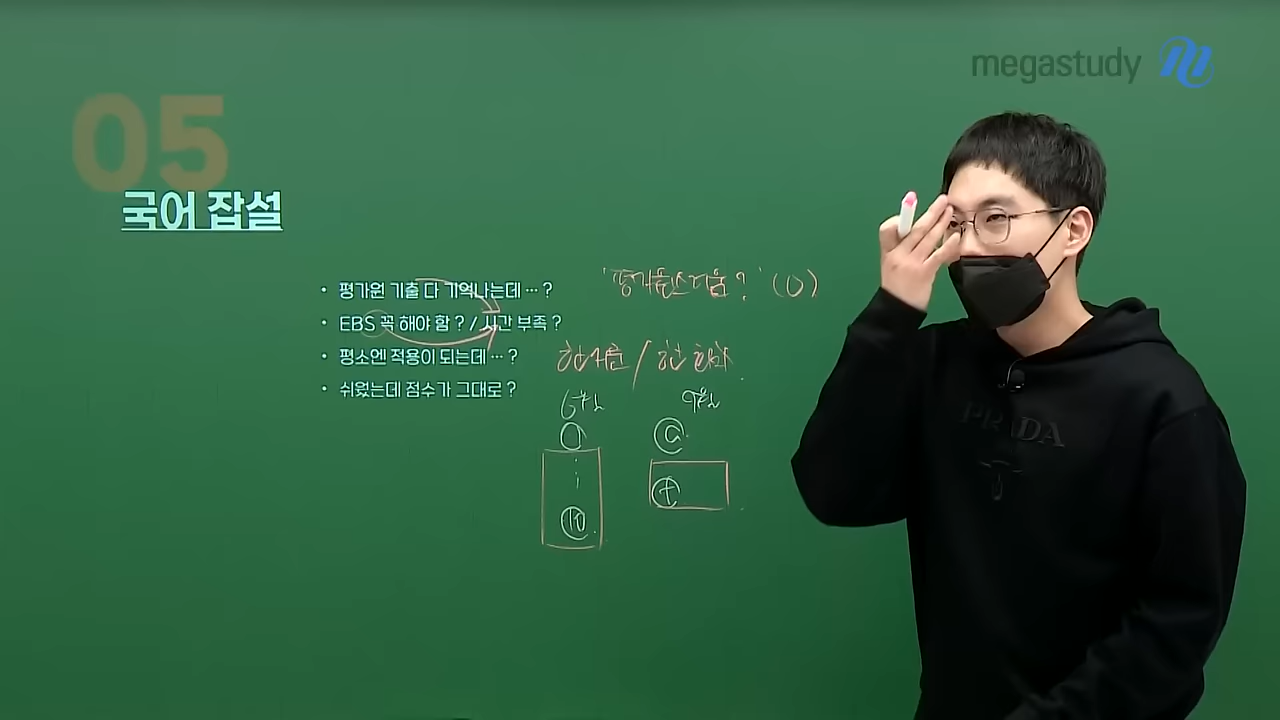 megastudy
05
국어 잡설
• 평가원 기출 다 기억나는데 … ?
• EBS 꼭 해야 함 ? / 시간 부족 ?
• 평소엔 적용이 되는데 … ?
• 쉬웠는데 점수가 그대로 ?
'평가원스러움?' (O)
PRADA